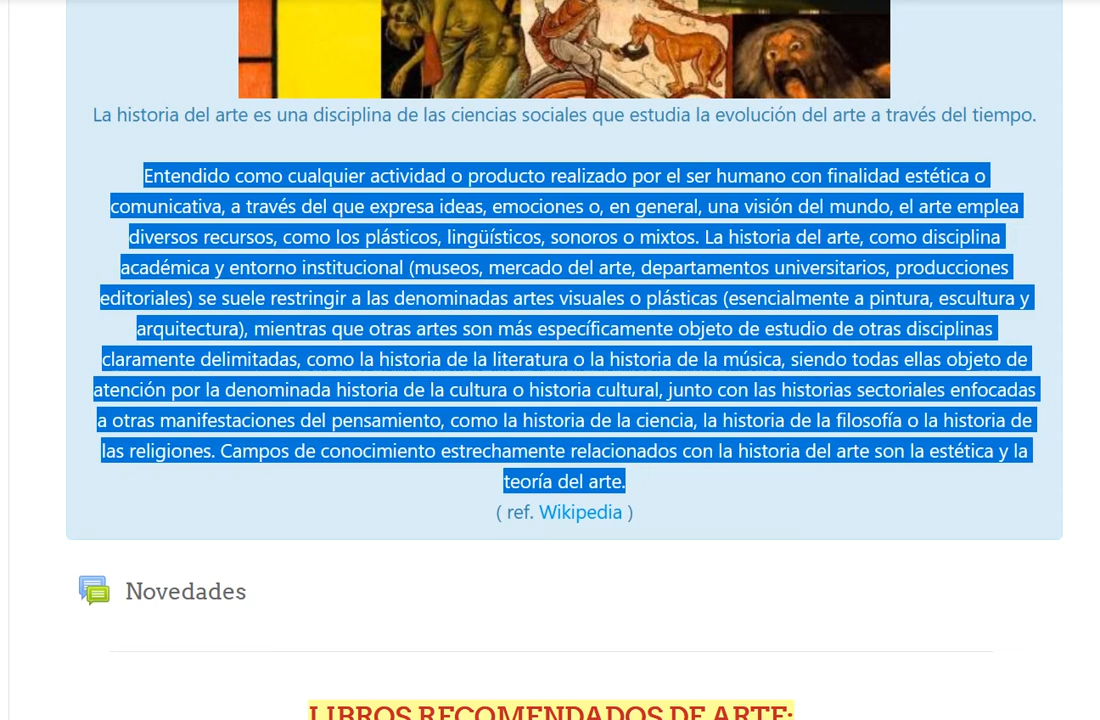 La historia del arte es una disciplina de las ciencias sociales que estudia la evolución del arte a través del tiempo.
Entendido como cualquier actividad o producto realizado por el ser humano con finalidad estética o
comunicativa, a través del que expresa ideas, emociones o, en general, una visión del mundo, el arte emplea
diversos recursos, como los plásticos, lingüísticos, sonoros o mixtos. La historia del arte, como disciplina
académica y entorno institucional (museos, mercado del arte, departamentos universitarios, producciones
editoriales) se suele restringir a las denominadas artes visuales o plásticas (esencialmente a pintura, escultura y
arquitectura), mientras que otras artes son más específicamente objeto de estudio de otras disciplinas
claramente delimitadas, como la historia de la literatura o la historia de la música, siendo todas ellas objeto de
atención por la denominada historia de la cultura o historia cultural, junto con las historias sectoriales enfocadas
a otras manifestaciones del pensamiento, como la historia de la ciencia, la historia de la filosofía o la historia de
las religiones. Campos de conocimiento estrechamente relacionados con la historia del arte son la estética y la
teoría del arte.
( ref. Wikipedia )
Novedades
LIBROS RECOMENDADOS DE ARTE: